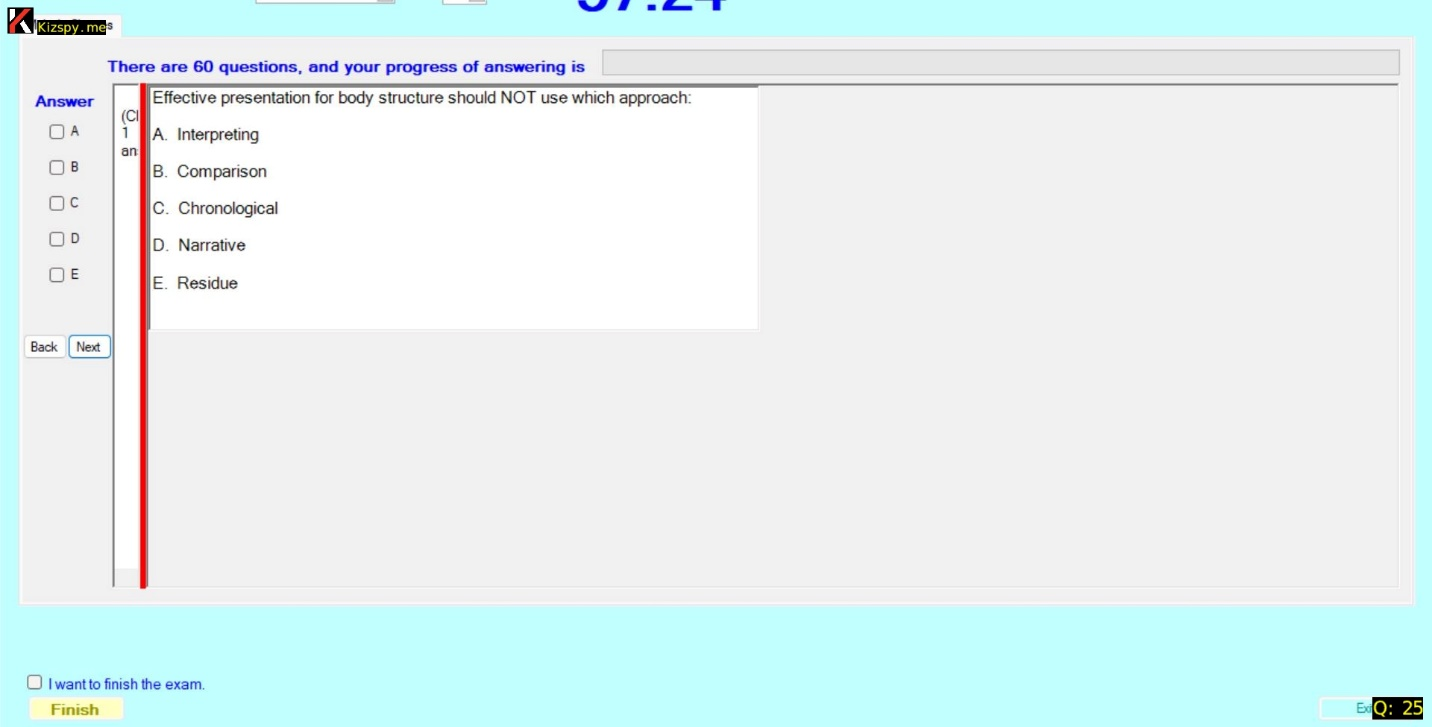 Kizspy.me s
There are 60 questions, and your progress of answering is
Answer
A
B
C
D
E
Back Next
1
Effective presentation for body structure should NOT use which approach:
A. Interpreting
B. Comparison
C. Chronological
D. Narrative
E. Residue
I want to finish the exam.
Finish
Q: 25